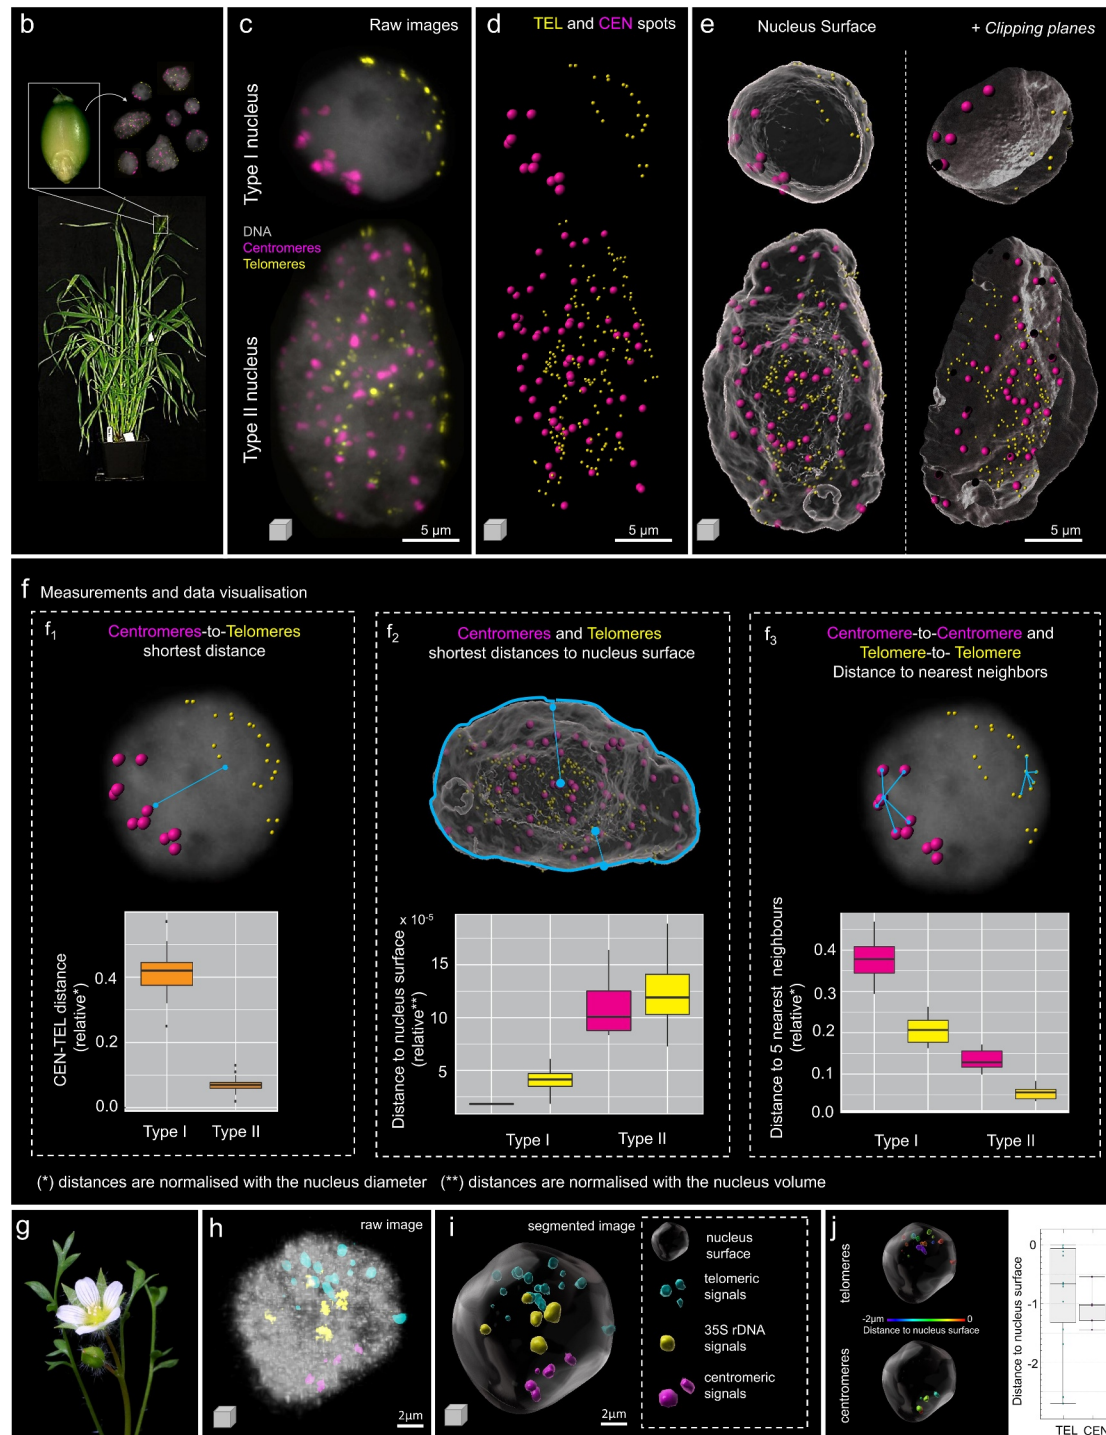 b
c
Raw images
d
TEL and CEN spots
e
Nucleus Surface
+ Clipping planes
Type I nucleus
DNA
Centromeres
Telomeres
Type II nucleus
5 µm
5 µm
5 µm
f Measurements and data visualisation
f1
Centromeres-to-Telomeres
shortest distance
f2
Centromeres and Telomeres
shortest distances to nucleus surface
f3
Centromere-to-Centromere and
Telomere-to- Telomere
Distance to nearest neighbors
CEN-TEL distance
(relative*)
0.4
0.2
0.0
Type I
Type II
x 10-5
Distance to nucleus surface
(relative**)
15
10
5
Type I
Type II
Distance to 5 nearest neighbours
(relative*)
0.4
0.3
0.2
0.1
0.0
Type I
Type II
(*) distances are normalised with the nucleus diameter (**) distances are normalised with the nucleus volume
g
h
raw image
2µm
i
segmented image
2µm
nucleus
surface
telomeric
signals
35S rDNA
signals
centromeric
signals
j
telomeres
-2µm
0
Distance to nucleus surface
centromeres
Distance to nucleus surface
0
-1
-2
TEL CEN